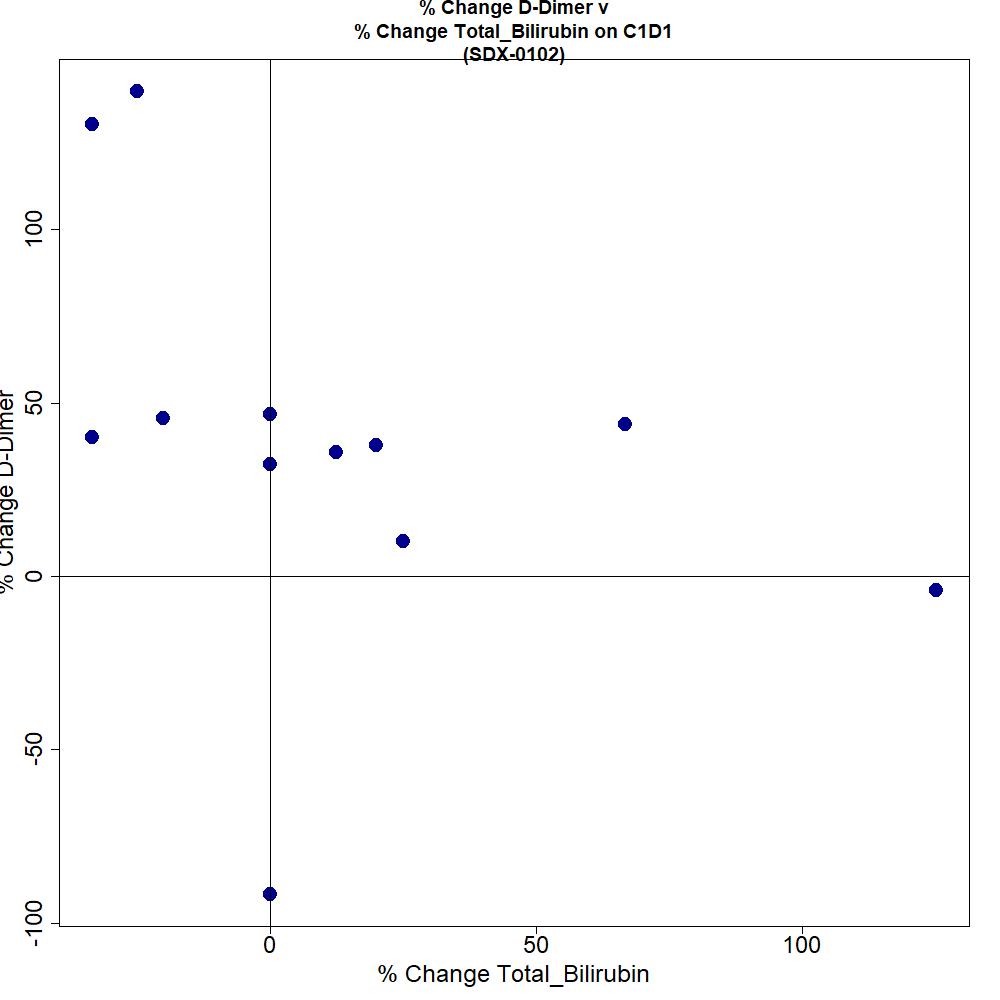 % Change D-Dimer v
% Change Total_Bilirubin on C1D1
(SDX-0102)
% Change D-Dimer
100
50
0
-50
-100
0
50
100
% Change Total_Bilirubin